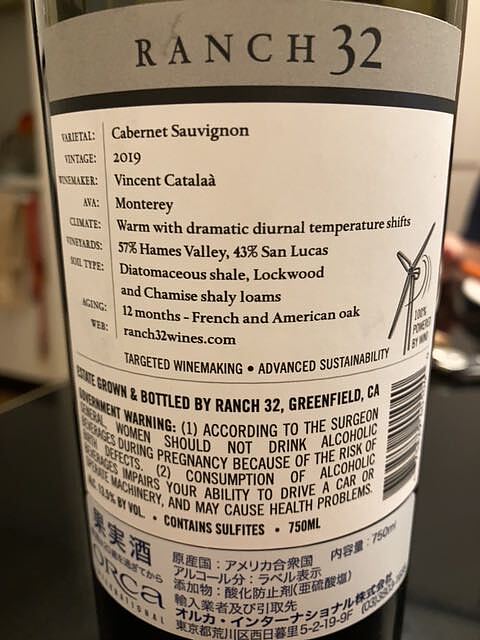 RANCH 32
VARIETAL: Cabernet Sauvignon
VINTAGE: 2019
WINEMAKER: Vincent Catalaà
AVA: Monterey
CLIMATE: Warm with dramatic diurnal temperature shifts
VINEYARDS: 57% Hames Valley, 43% San Lucas
SOIL TYPE: Diatomaceous shale, Lockwood
and Chamise shaly loams
AGING: 12 months - French and American oak
WEB: ranch32wines.com
100%
POWERED
BY WIND
TARGETED WINEMAKING • ADVANCED SUSTAINABILITY
ESTATE GROWN & BOTTLED BY RANCH 32, GREENFIELD, CA
GOVERNMENT WARNING: (1) ACCORDING TO THE SURGEON
GENERAL, WOMEN SHOULD NOT DRINK ALCOHOLIC
BEVERAGES DURING PREGNANCY BECAUSE OF THE RISK OF
BIRTH DEFECTS. (2) CONSUMPTION OF ALCOHOLIC
BEVERAGES IMPAIRS YOUR ABILITY TO DRIVE A CAR OR
OPERATE MACHINERY, AND MAY CAUSE HEALTH PROBLEMS.
ALC 13.5% BY VOL. • CONTAINS SULFITES • 750ML
果実酒
過ぎてから
orca
INTERNATIONAL
原産国：アメリカ合衆国 内容量：750ml
アルコール分：ラベル表示
添加物：酸化防止剤(亜硫酸塩)
輸入業者及び引取先
オルカ・インターナショナル株式会社
東京都荒川区西日暮里5-2-19-9F